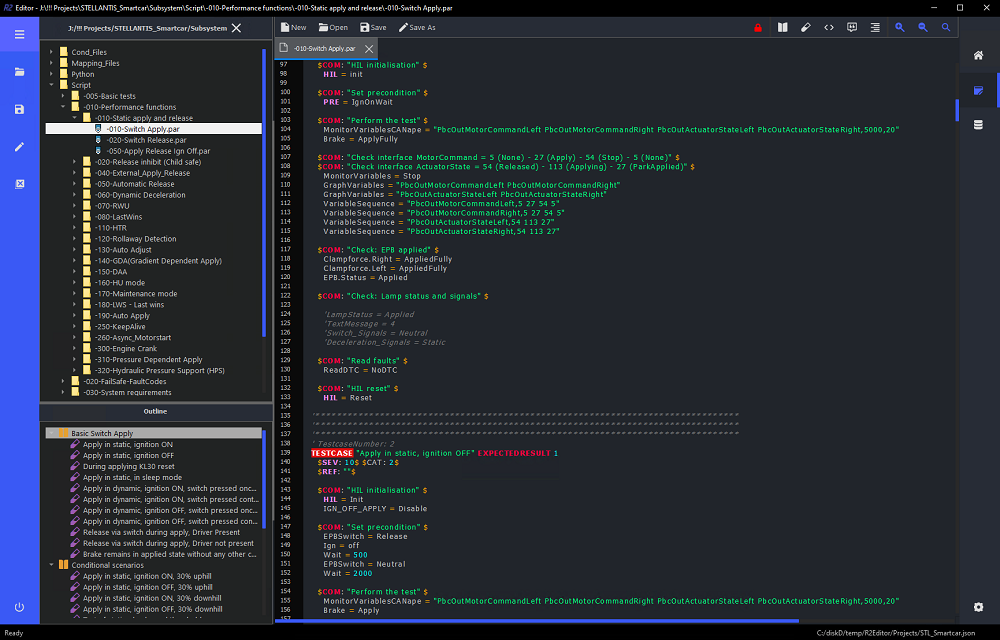 R2 Editor - J:\!!! Projects\STELLANTIS_Smartcar\Subsystem\Script\-010-Performance functions\-010-Static apply and release\-010-Switch Apply.par
J:/!!! Projects/STELLANTIS_Smartcar/Subsystem
New Open Save Save As
-010-Switch Apply.par
Cond_Files
Mapping_Files
Python
Script
-005-Basic tests
-010-Performance functions
-010-Static apply and release
-010-Switch Apply.par
-020-Switch Release.par
-050-Apply Release Ign Off.par
-020-Release inhibit (Child safe)
-040-External_Apply_Release
-050-Automatic Release
-060-Dynamic Deceleration
-070-RWU
-080-LastWins
-110-HTR
-120-Rollaway Detection
-130-Auto Adjust
-140-GDA(Gradient Dependent Apply)
-150-DAA
-160-HU mode
-170-Maintenance mode
-180-LWS - Last wins
-190-Auto Apply
-250-KeepAlive
-260-Async_Motorstart
-300-Engine Crank
-310-Pressure Dependent Apply
-320-Hydraulic Pressure Support (HPS)
-020-FailSafe-FaultCodes
-030-System requirements
Outline
Basic Switch Apply
Apply in static, ignition ON
Apply in static, ignition OFF
During applying KL30 reset
Apply in static, in sleep mode
Apply in dynamic, ignition ON, switch pressed onc...
Apply in dynamic, ignition ON, switch pressed cont...
Apply in dynamic, ignition OFF, switch pressed onc...
Apply in dynamic, ignition OFF, switch pressed con...
Release via switch during apply, Driver Present
Release via switch during apply, Driver not present
Brake remains in applied state without any other c...
Conditional scenarios
Apply in static, ignition ON, 30% uphill
Apply in static, ignition OFF, 30% uphill
Apply in static, ignition ON, 30% downhill
Apply in static, ignition OFF, 30% downhill
97 $COM: "HIL initialisation" $
98 HIL = init
99
100 $COM: "Set precondition" $
101 PRE = IgnOnWait
102
103 $COM: "Perform the test" $
104 MonitorVariablesCANape = "PbcOutMotorCommandLeft PbcOutMotorCommandRight PbcOutActuatorStateLeft PbcOutActuatorStateRight,5000,20"
105 Brake = ApplyFully
106
107 $COM: "Check interface MotorCommand = 5 (None) - 27 (Apply) - 54 (Stop) - 5 (None)" $
108 $COM: "Check interface ActuatorState = 54 (Released) - 113 (Applying) - 27 (ParkApplied)" $
109 MonitorVariables = Stop
110 GraphVariables = "PbcOutMotorCommandLeft PbcOutMotorCommandRight"
111 GraphVariables = "PbcOutActuatorStateLeft PbcOutActuatorStateRight"
112 VariableSequence = "PbcOutMotorCommandLeft,5 27 54 5"
113 VariableSequence = "PbcOutMotorCommandRight,5 27 54 5"
114 VariableSequence = "PbcOutActuatorStateLeft,54 113 27"
115 VariableSequence = "PbcOutActuatorStateRight,54 113 27"
116
117 $COM: "Check: EPB applied" $
118 Clampforce.Right = AppliedFully
119 Clampforce.Left = AppliedFully
120 EPB.Status = Applied
121
122 $COM: "Check: Lamp status and signals" $
123
124 'LampStatus = Applied
125 'TextMessage = 4
126 'Switch_Signals = Neutral
127 'Deceleration_Signals = Static
128
129 $COM: "Read faults" $
130 ReadDTC = NoDTC
131
132 $COM: "HIL reset" $
133 HIL = Reset
134
135
136
137
138 ' TestcaseNumber: 2
139 TESTCASE "Apply in static, ignition OFF" EXPECTEDRESULT 1
140 $SEV: 10$ $CAT: 2$
141 $REF: ""$
142
143 $COM: "HIL initialisation" $
144 HIL = Init
145 IGN_OFF_APPLY = Disable
146
147 $COM: "Set precondition" $
148 EPBSwitch = Release
149 Ign = off
150 Wait = 500
151 EPBSwitch = Neutral
152 Wait = 2000
153
154 $COM: "Perform the test" $
155 MonitorVariablesCANape = "PbcOutMotorCommandLeft PbcOutMotorCommandRight PbcOutActuatorStateLeft PbcOutActuatorStateRight,5000,20"
156 Brake = Apply
Ready
C:/diskD/temp/R2Editor/Projects/STL_Smartcar.json